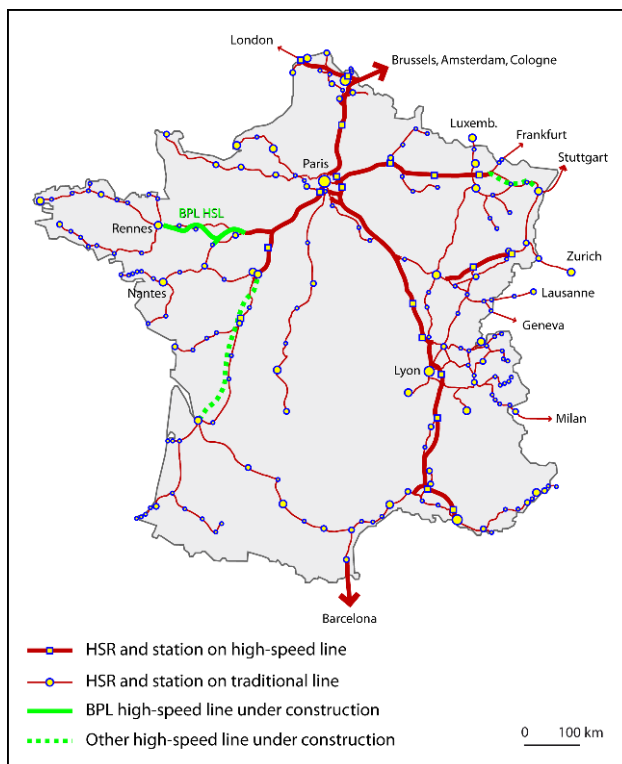 London
Brussels, Amsterdam, Cologne
Luxemb.
Frankfurt
Stuttgart
Paris
BPL HSL
Rennes
Zurich
Nantes
Lausanne
Geneva
Lyon
Milan
Barcelona
HSR and station on high-speed line
HSR and station on traditional line
BPL high-speed line under construction
Other high-speed line under construction
0 100 km